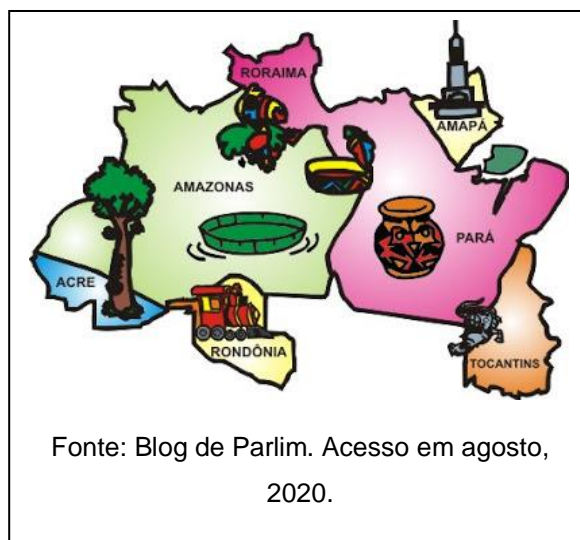 RORAIMA
AMAPÁ
AMAZONAS
PARÁ
ACRE
RONDÔNIA
TOCANTINS
Fonte: Blog de Parlim. Acesso em agosto,
2020.